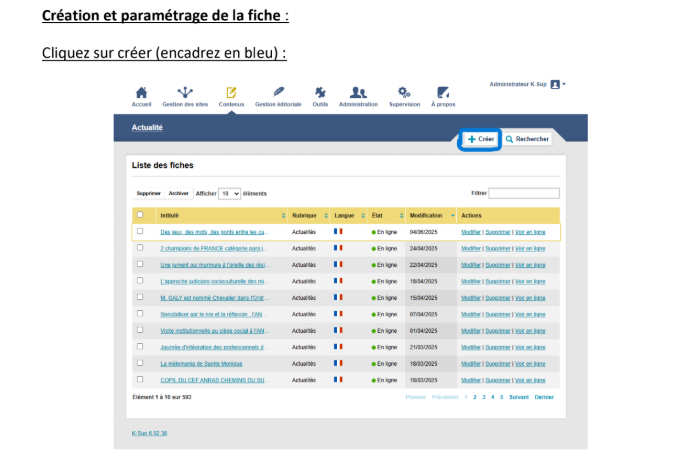 Création et paramétrage de la fiche :
Cliquez sur créer (encadrez en bleu) :
Administrateur K-Sup
Accueil Gestion des sites Contenus Gestion éditoriale Outils Administration Supervision À propos
Actualité
Créer Rechercher
Liste des fiches
Supprimer Archiver Afficher 10 éléments Filtrer
Intitulé Rubrique Langue État Modification Actions
Des jeux, des mots, des ponts entre les cu... Actualités En ligne 04/06/2025 Modifier | Supprimer | Voir en ligne
2 champions de FRANCE catégorie para j... Actualités En ligne 24/04/2025 Modifier | Supprimer | Voir en ligne
Une jument qui murmure à l'oreille des rési... Actualités En ligne 22/04/2025 Modifier | Supprimer | Voir en ligne
L'approche judiciaro-socioculturelle des mi... Actualités En ligne 18/04/2025 Modifier | Supprimer | Voir en ligne
M. GALY est nommé Chevalier dans l'Ordr... Actualités En ligne 15/04/2025 Modifier | Supprimer | Voir en ligne
Sensibiliser par le rire et la réflexion : l'AN... Actualités En ligne 07/04/2025 Modifier | Supprimer | Voir en ligne
Visite institutionnelle au siège social à l'AN... Actualités En ligne 01/04/2025 Modifier | Supprimer | Voir en ligne
Journée d'intégration des professionnels d... Actualités En ligne 21/03/2025 Modifier | Supprimer | Voir en ligne
La mélomania de Sainte Monique Actualités En ligne 18/03/2025 Modifier | Supprimer | Voir en ligne
COPIL DU CEF ANRAS CHEMINS DU SU... Actualités En ligne 18/03/2025 Modifier | Supprimer | Voir en ligne
Élément 1 à 10 sur 593 Premier Précédent 1 2 3 4 5 Suivant Dernier
K-Sup 6.02.38